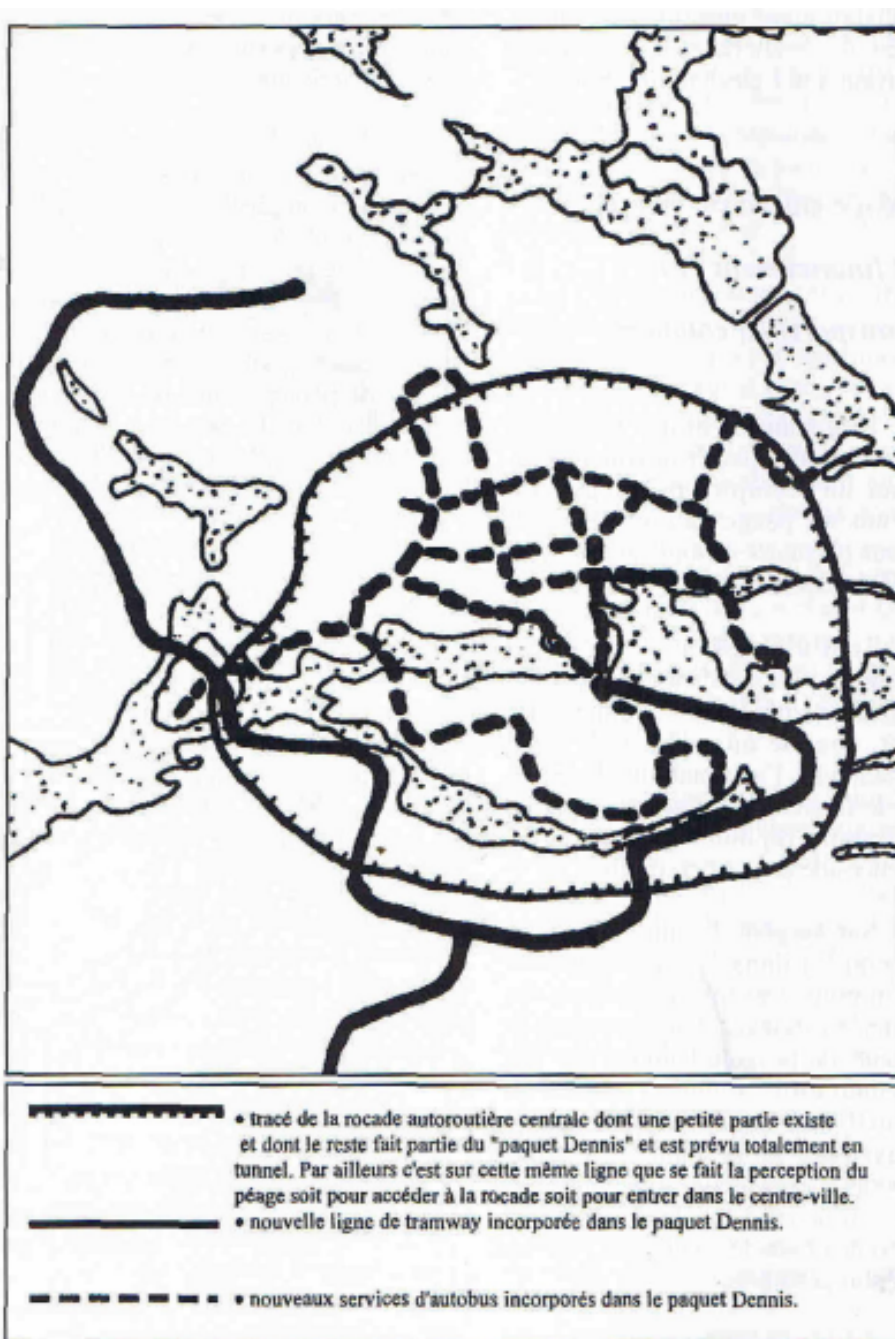 • tracé de la rocade autoroutière centrale dont une petite partie existe
et dont le reste fait partie du "paquet Dennis" et est prévu totalement en
tunnel. Par ailleurs c'est sur cette même ligne que se fait la perception du
péage soit pour accéder à la rocade soit pour entrer dans le centre-ville.
• nouvelle ligne de tramway incorporée dans le paquet Dennis.
• nouveaux services d'autobus incorporés dans le paquet Dennis.